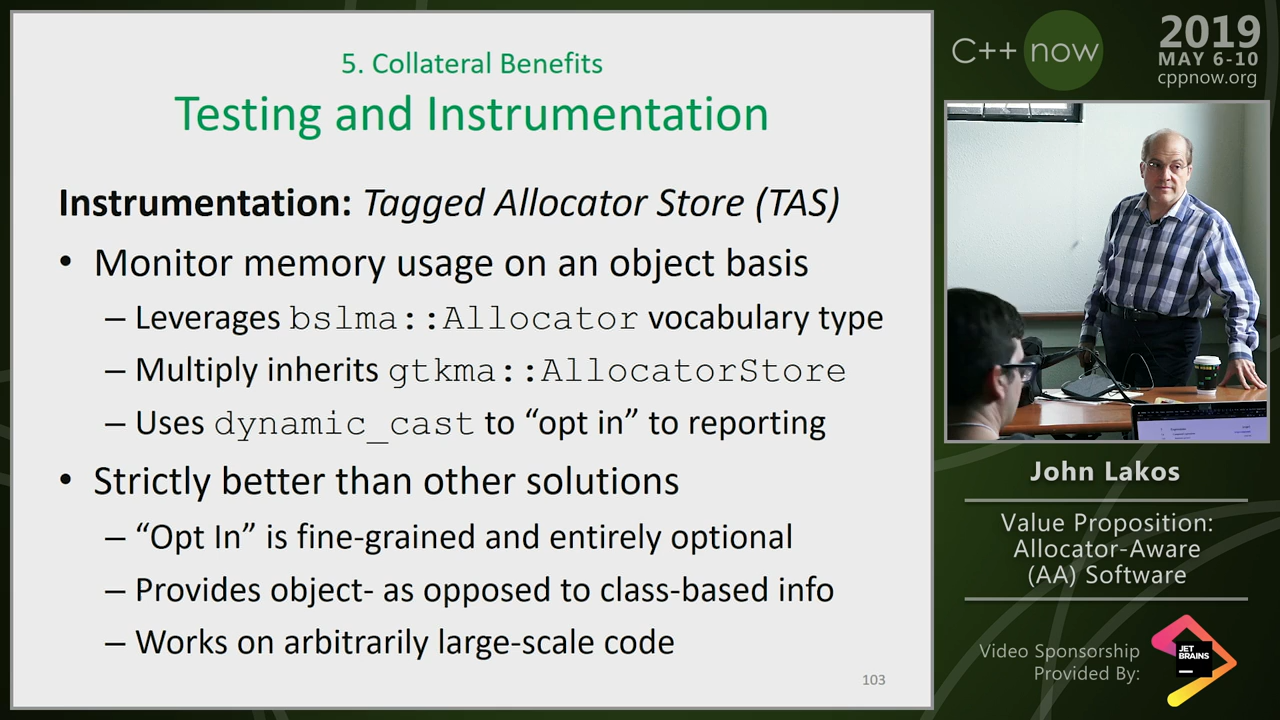 5. Collateral Benefits
Testing and Instrumentation
Instrumentation: Tagged Allocator Store (TAS)
• Monitor memory usage on an object basis
– Leverages bslma::Allocator vocabulary type
– Multiply inherits gtkma::AllocatorStore
– Uses dynamic_cast to “opt in” to reporting
• Strictly better than other solutions
– “Opt In” is fine-grained and entirely optional
– Provides object- as opposed to class-based info
– Works on arbitrarily large-scale code
103
C++ now
2019
MAY 6-10
cppnow.org
John Lakos
Value Proposition:
Allocator-Aware
(AA) Software
Video Sponsorship
Provided By:
JET
BRAINS